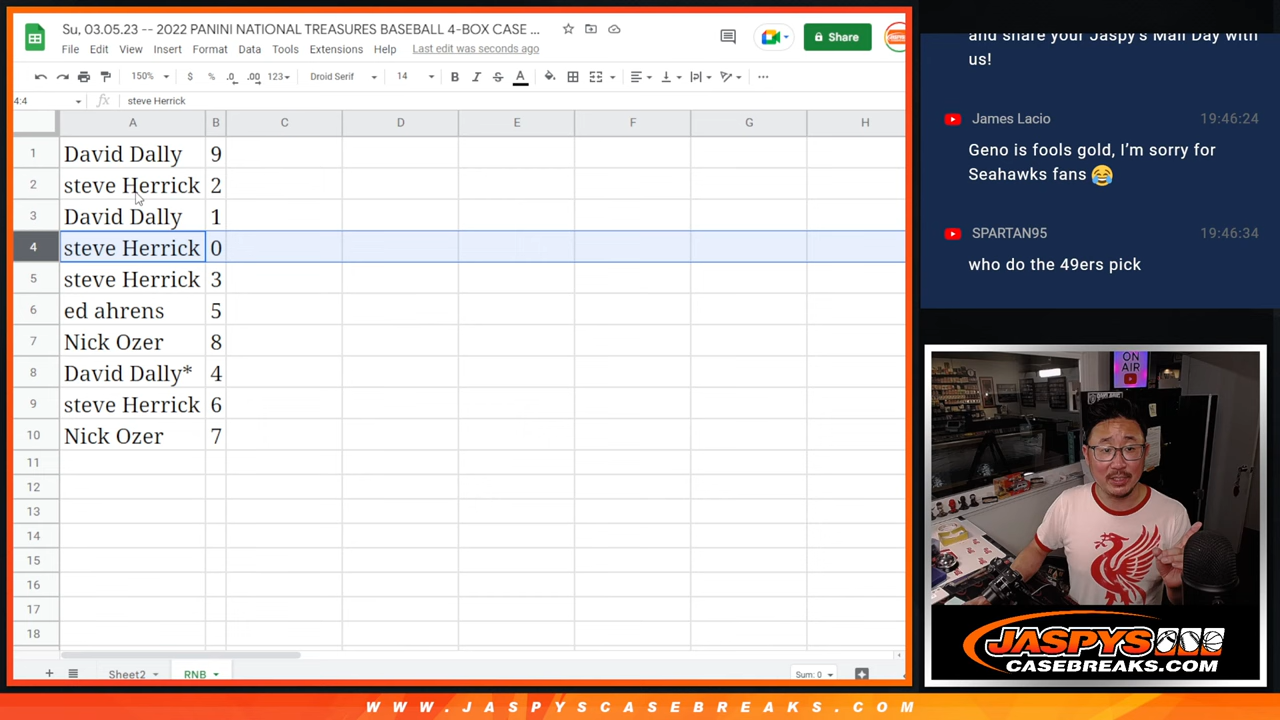 Su, 03.05.23 -- 2022 PANINI NATIONAL TREASURES BASEBALL 4-BOX CASE ...
File Edit View Insert Format Data Tools Extensions Help Last edit was seconds ago
Share
150% $ % .0 .00 123 Droid Serif 14 B I S A
4:4 fx steve Herrick
A B C D E F G H
1 David Dally 9
2 steve Herrick 2
3 David Dally 1
4 steve Herrick 0
5 steve Herrick 3
6 ed ahrens 5
7 Nick Ozer 8
8 David Dally* 4
9 steve Herrick 6
10 Nick Ozer 7
11
12
13
14
15
16
17
18
Sheet2 RNB Sum: 0
and share your Jaspy's Mail Day with
us!
James Lacio 19:46:24
Geno is fools gold, I'm sorry for
Seahawks fans 😂
SPARTAN95 19:46:34
who do the 49ers pick
ON
AIR
JASPYS
CASEBREAKS.COM
WWW.JASPYSCASEBREAKS.COM